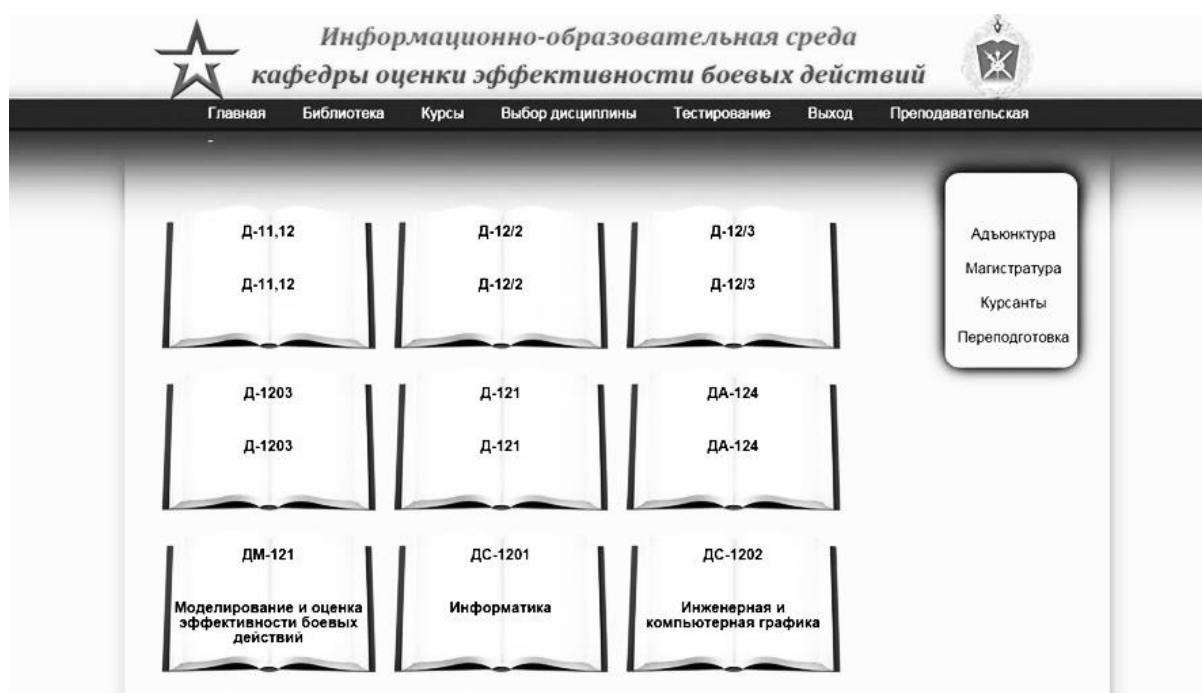 Информационно-образовательная среда
кафедры оценки эффективности боевых действий
Главная Библиотека Курсы Выбор дисциплины Тестирование Выход Преподавательская
Д-11,12 Д-12/2 Д-12/3
Д-11,12 Д-12/2 Д-12/3
Д-1203 Д-121 ДА-124
Д-1203 Д-121 ДА-124
ДМ-121 ДС-1201 ДС-1202
Моделирование и оценка
эффективности боевых
действий
Информатика
Инженерная и
компьютерная графика
Адъюнктура
Магистратура
Курсанты
Переподготовка